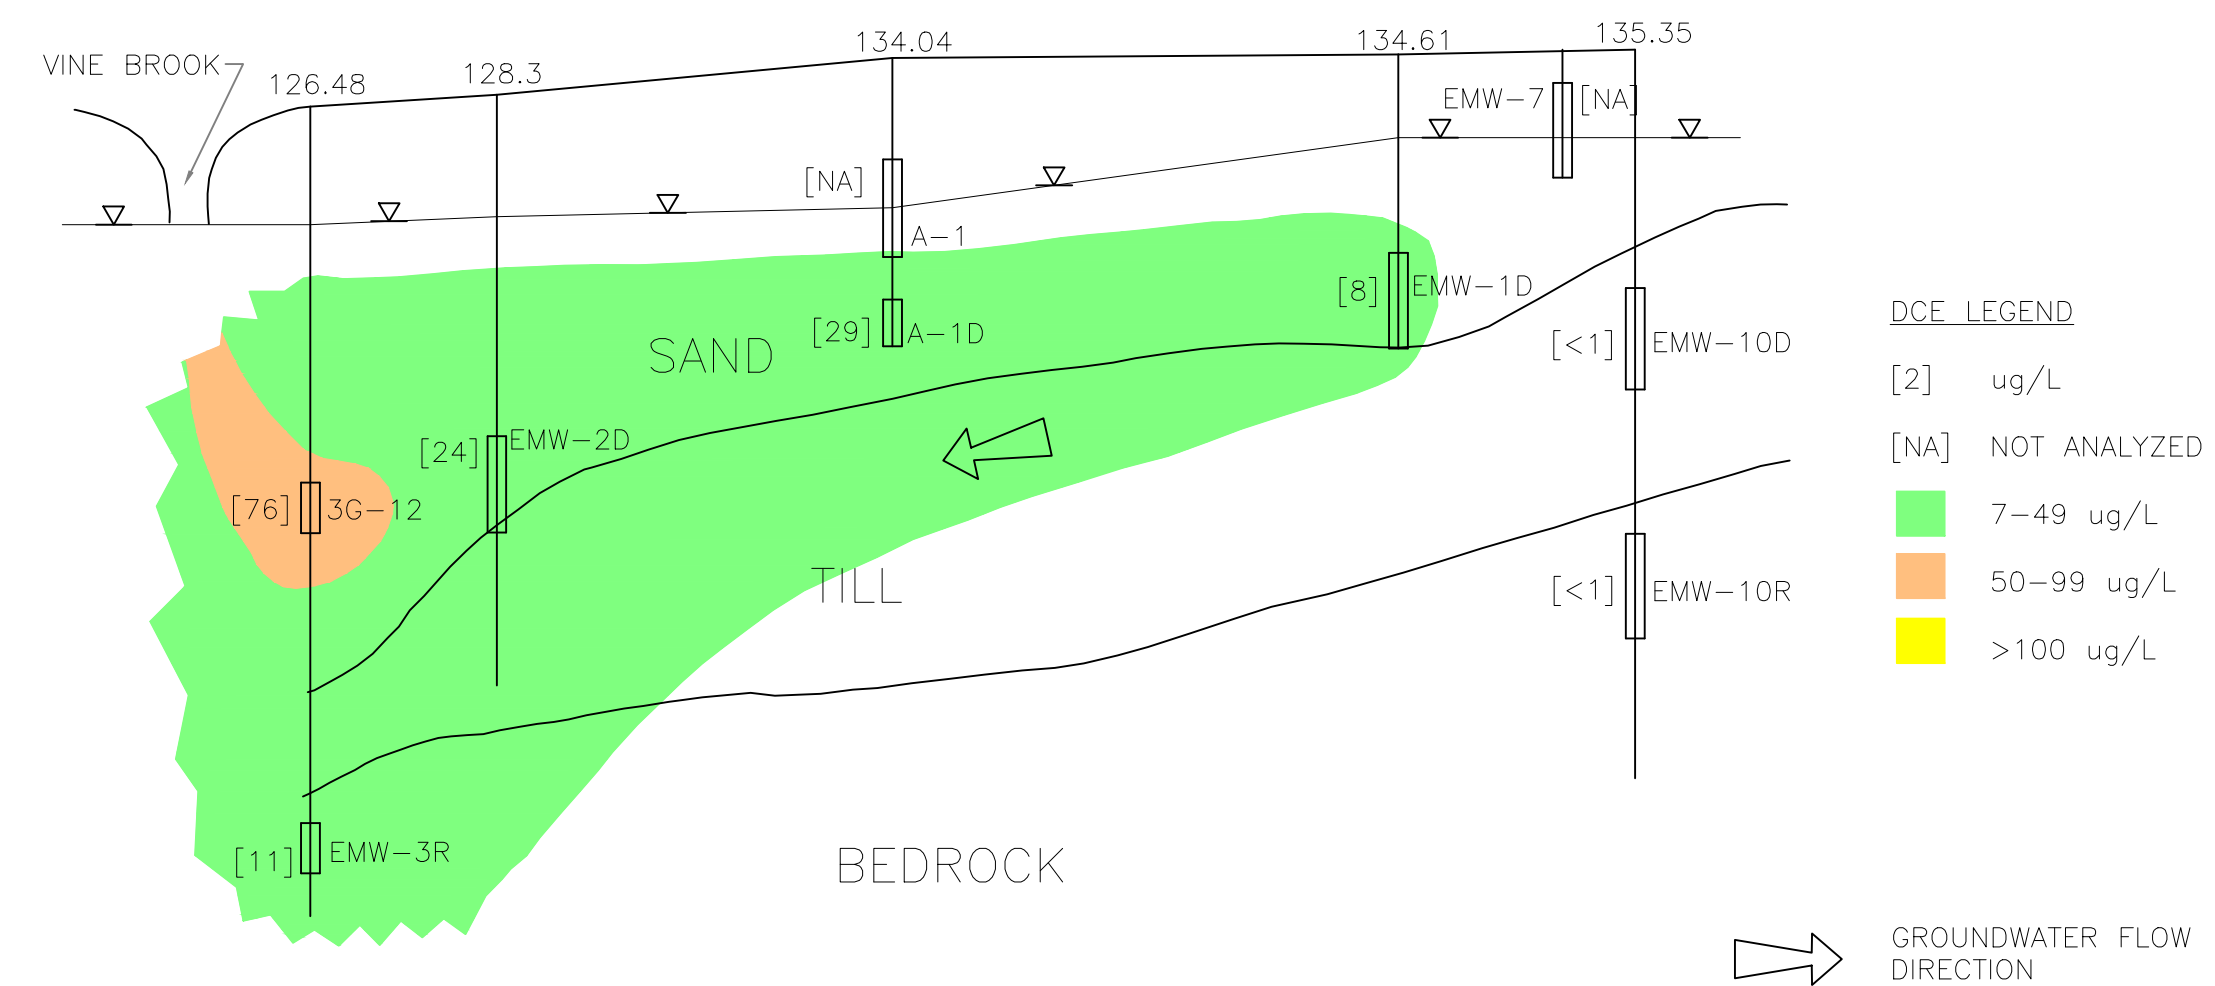 135.35
134.04
134.61
VINE BROOK
128.3
126.48
EMW-7 [NA]
[NA]
A-1
[8] EMW-1D
[29] A-1D
SAND
[<1] EMW-10D
[24] EMW-2D
[76] 3G-12
TILL
[<1] EMW-10R
[11] EMW-3R
BEDROCK
DCE LEGEND
[2] ug/L
[NA] NOT ANALYZED
7-49 ug/L
50-99 ug/L
>100 ug/L
GROUNDWATER FLOW
DIRECTION